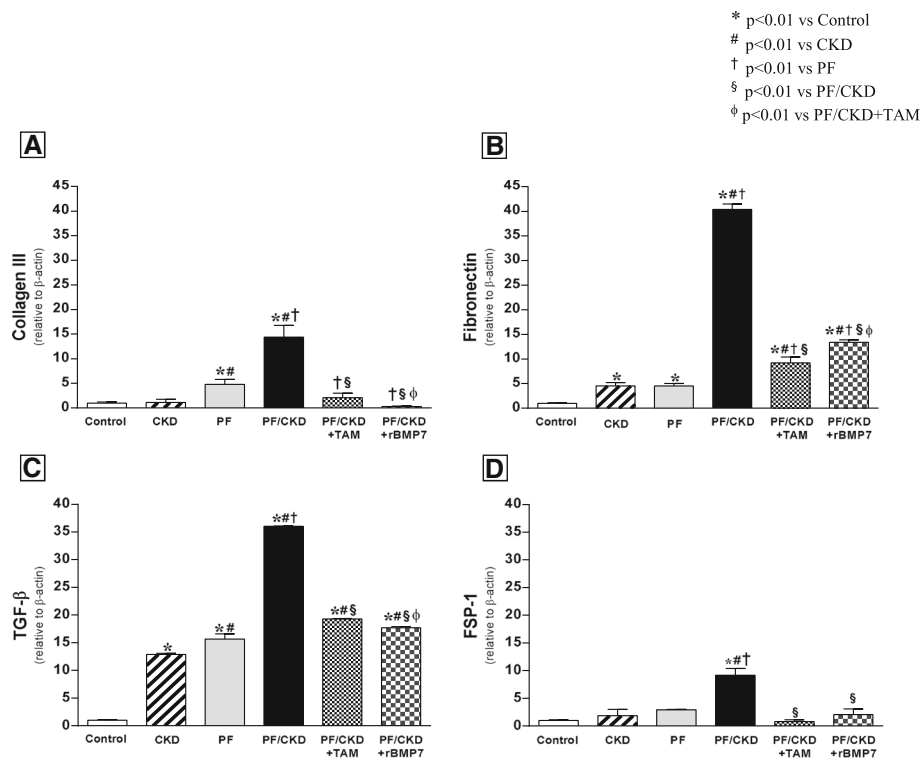 * p<0.01 vs Control
# p<0.01 vs CKD
† p<0.01 vs PF
§ p<0.01 vs PF/CKD
ϕ p<0.01 vs PF/CKD+TAM
A
Collagen III
(relative to β-actin)
45
40
35
30
25
20
15
10
5
0
*#
*#†
†§
†§ϕ
Control
CKD
PF
PF/CKD
PF/CKD
+TAM
PF/CKD
+rBMP7
B
Fibronectin
(relative to β-actin)
45
40
35
30
25
20
15
10
5
0
*
*
*#†
*#†§
*#†§ϕ
Control
CKD
PF
PF/CKD
PF/CKD
+TAM
PF/CKD
+rBMP7
C
TGF-β
(relative to β-actin)
40
35
30
25
20
15
10
5
0
*
*#
*#†
*#§
*#§ϕ
Control
CKD
PF
PF/CKD
PF/CKD
+TAM
PF/CKD
+rBMP7
D
FSP-1
(relative to β-actin)
40
35
30
25
20
15
10
5
0
*#†
§
§
Control
CKD
PF
PF/CKD
PF/CKD
+TAM
PF/CKD
+rBMP7